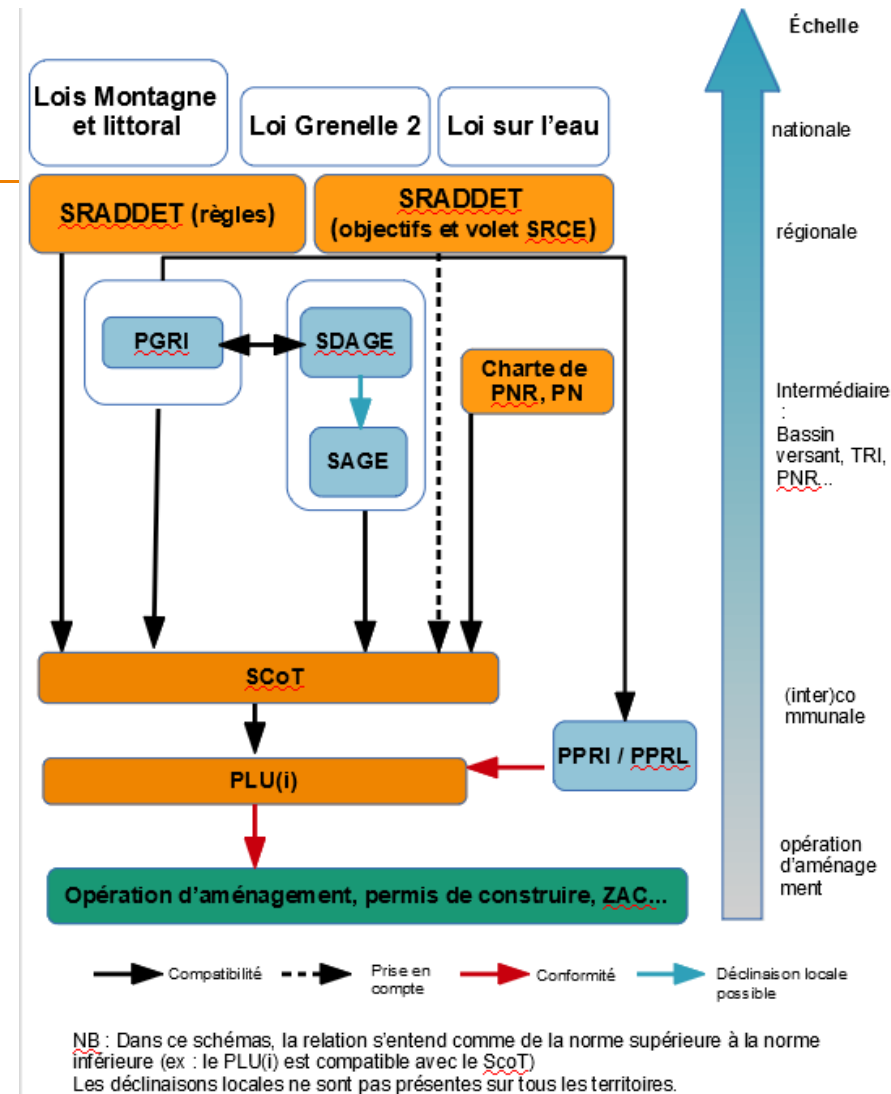 Échelle
Lois Montagne
et littoral
Loi Grenelle 2
Loi sur l'eau
nationale
SRADDET (règles)
SRADDET
(objectifs et volet SRCE)
régionale
PGRI
SDAGE
Charte de
PNR, PN
SAGE
Intermédiaire
:
Bassin
versant, TRI,
PNR...
SCoT
(inter)co
mmunale
PPRI / PPRL
PLU(i)
opération
d'aménage
ment
Opération d'aménagement, permis de construire, ZAC...
Compatibilité
Prise en
compte
Conformité
Déclinaison locale
possible
NB : Dans ce schémas, la relation s'entend comme de la norme supérieure à la norme
inférieure (ex : le PLU(i) est compatible avec le ScoT)
Les déclinaisons locales ne sont pas présentes sur tous les territoires.